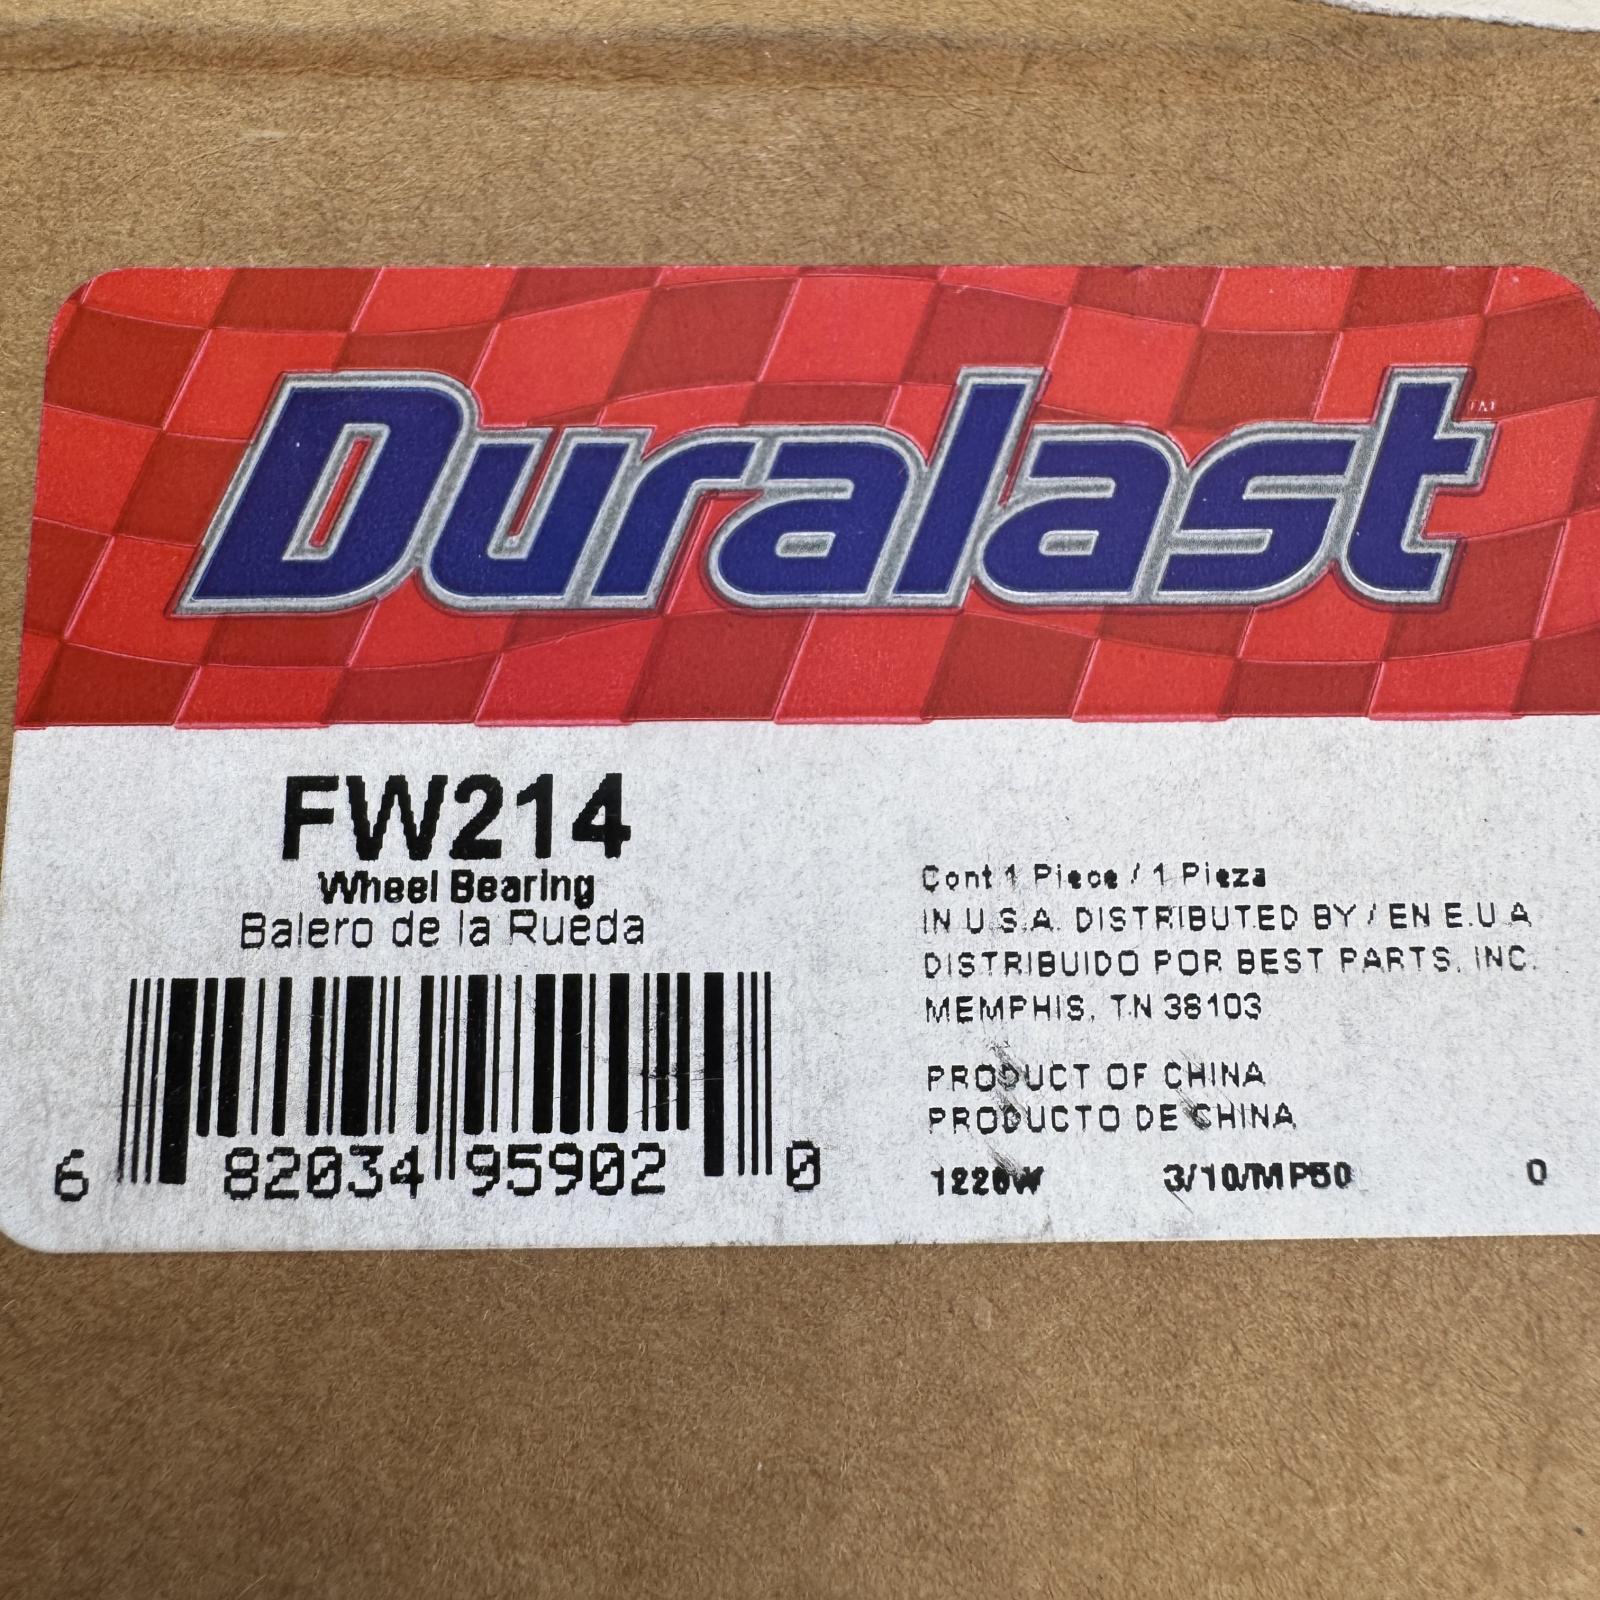 Duralast™
FW214
Wheel Bearing
Balero de la Rueda
6 82034 95902 0
Cont 1 Piece / 1 Pieza
IN U.S.A. DISTRIBUTED BY / EN E.U.A
DISTRIBUIDO POR BEST PARTS, INC.
MEMPHIS, TN 38103
PRODUCT OF CHINA
PRODUCTO DE CHINA
1226W 3/10/MP50 0